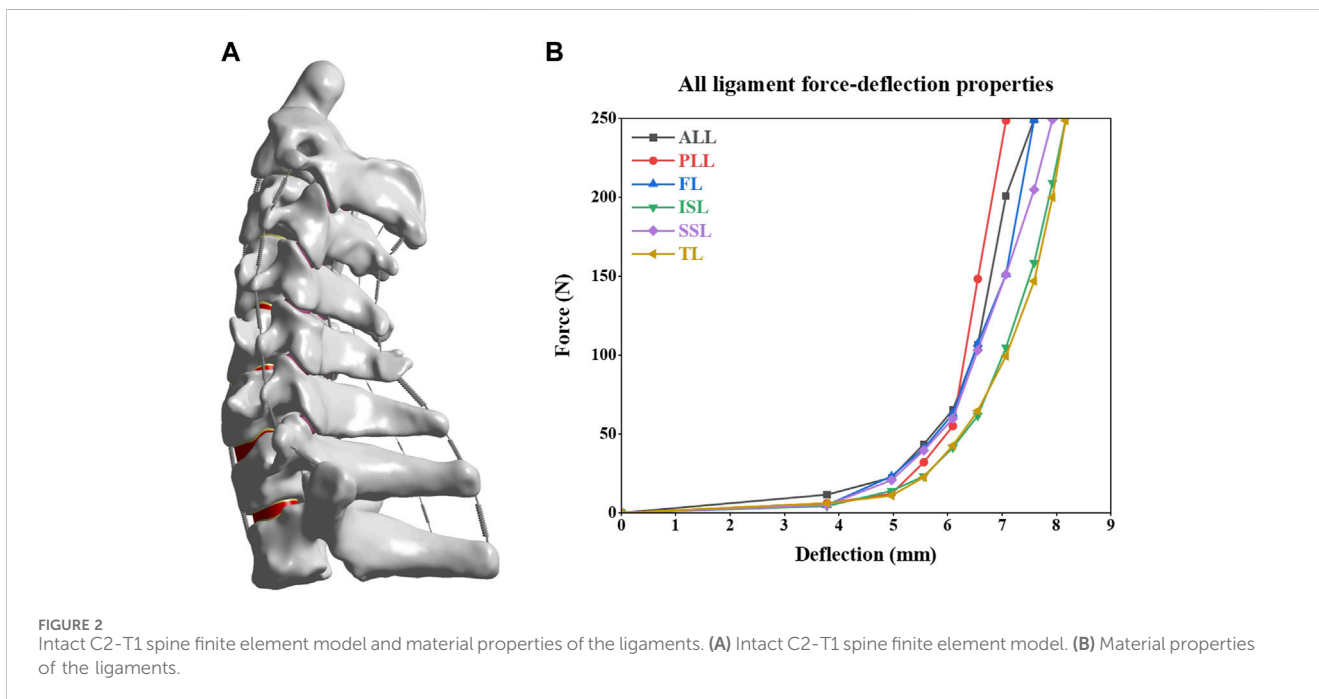 A
B
All ligament force-deflection properties
250
200
150
100
50
0
Force (N)
ALL
PLL
FL
ISL
SSL
TL
0 1 2 3 4 5 6 7 8 9
Deflection (mm)
FIGURE 2
Intact C2-T1 spine finite element model and material properties of the ligaments. (A) Intact C2-T1 spine finite element model. (B) Material properties
of the ligaments.